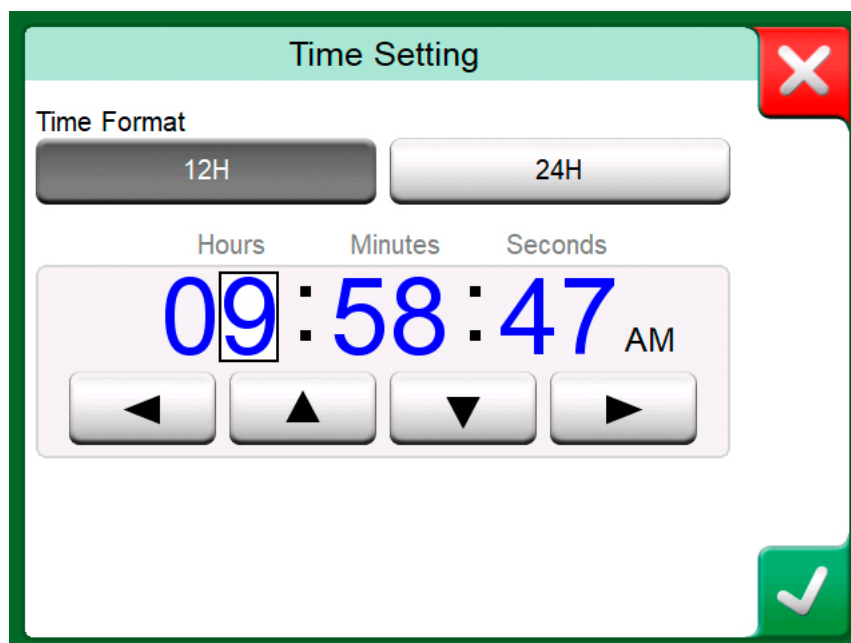 Time Setting
Time Format
12H 24H
Hours Minutes Seconds
09:58:47 AM